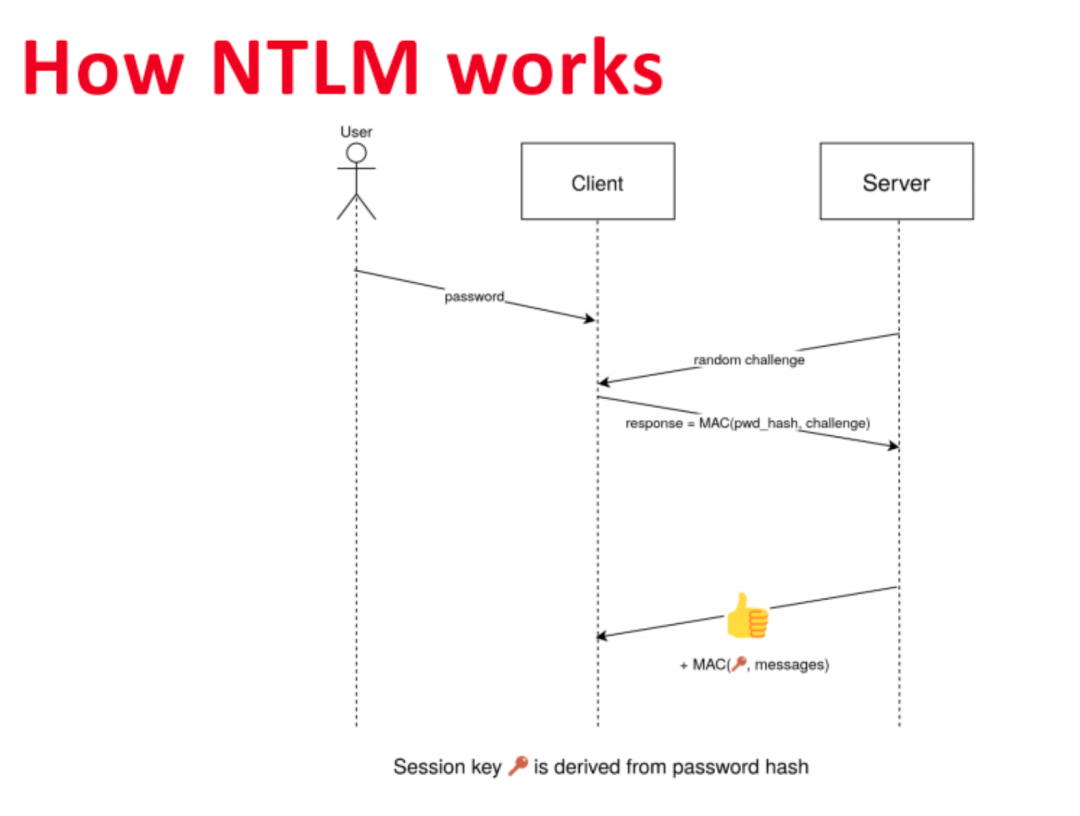 How NTLM works
User
Client
Server
password
random challenge
response = MAC(pwd_hash, challenge)
+ MAC(🔑, messages)
Session key 🔑 is derived from password hash